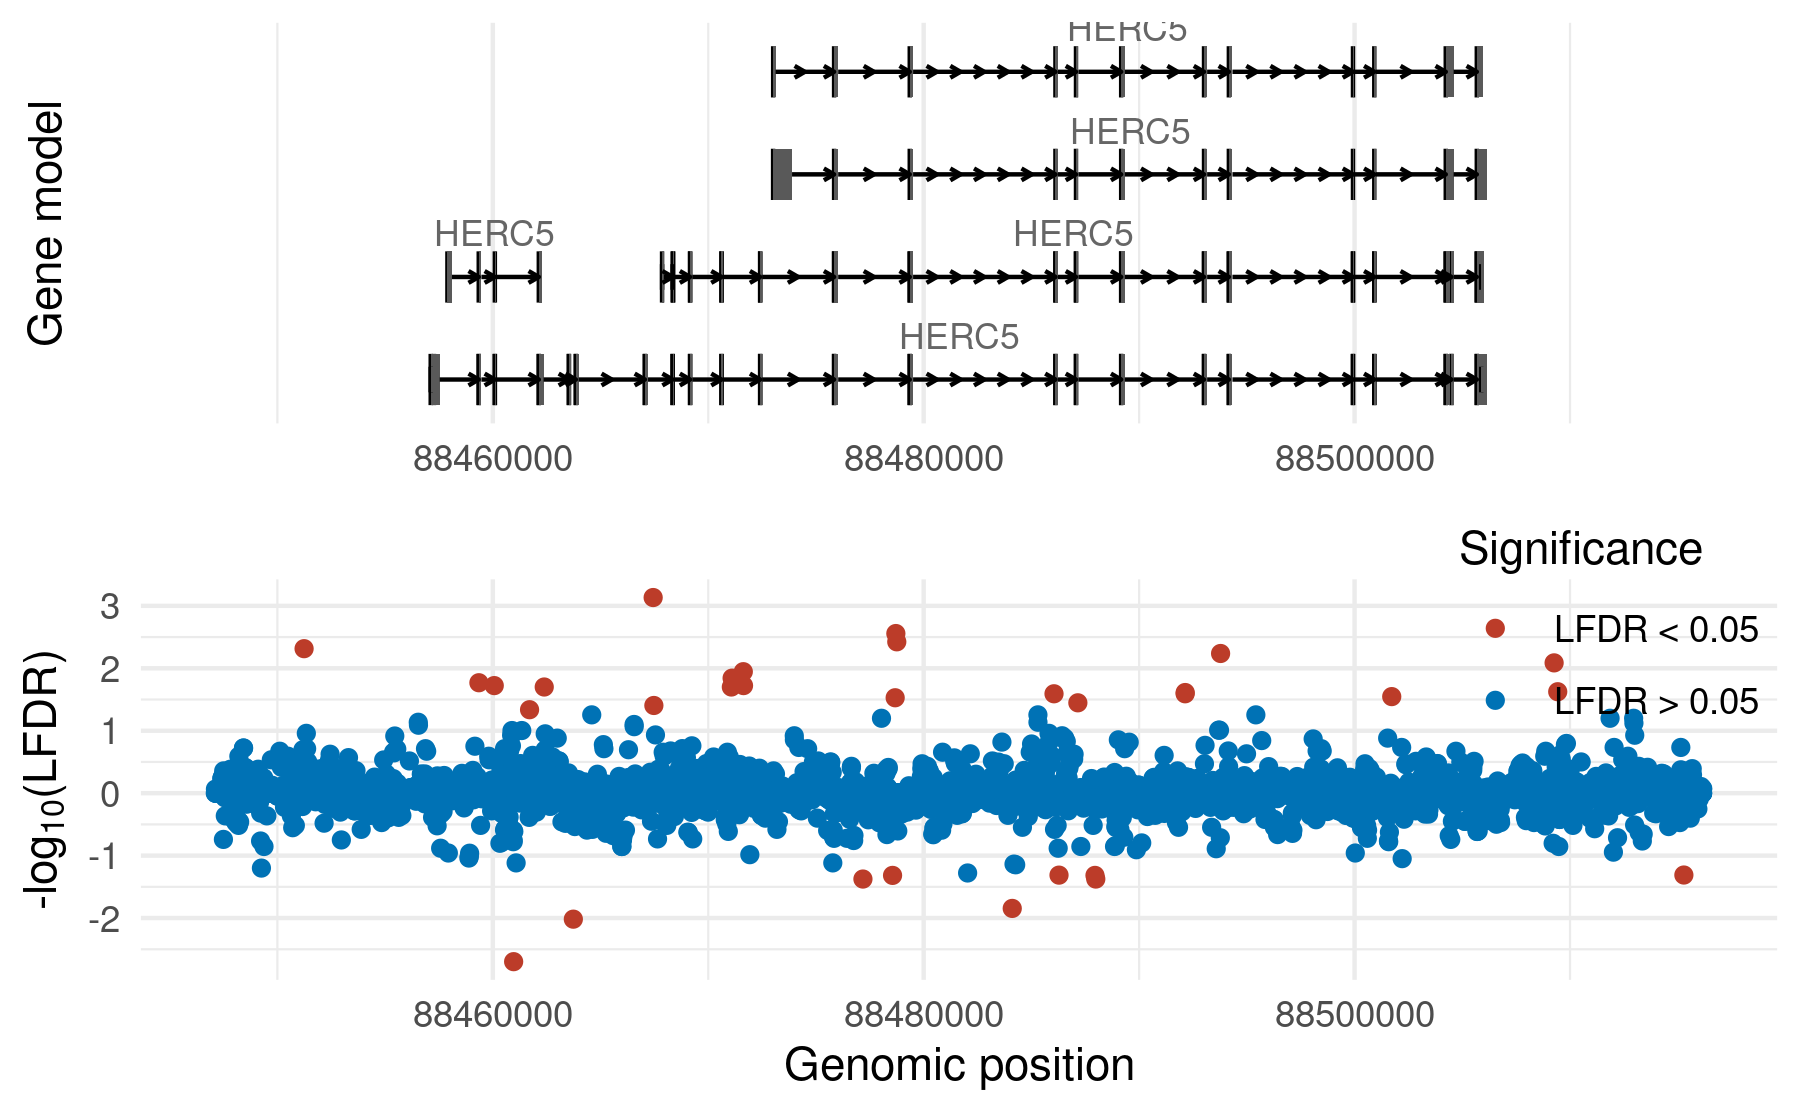 HERC5
HERC5
HERC5 HERC5
HERC5
Gene model
88460000 88480000 88500000
Significance
LFDR < 0.05
LFDR > 0.05
3
2
1
0
-1
-2
-log10(LFDR)
88460000 88480000 88500000
Genomic position